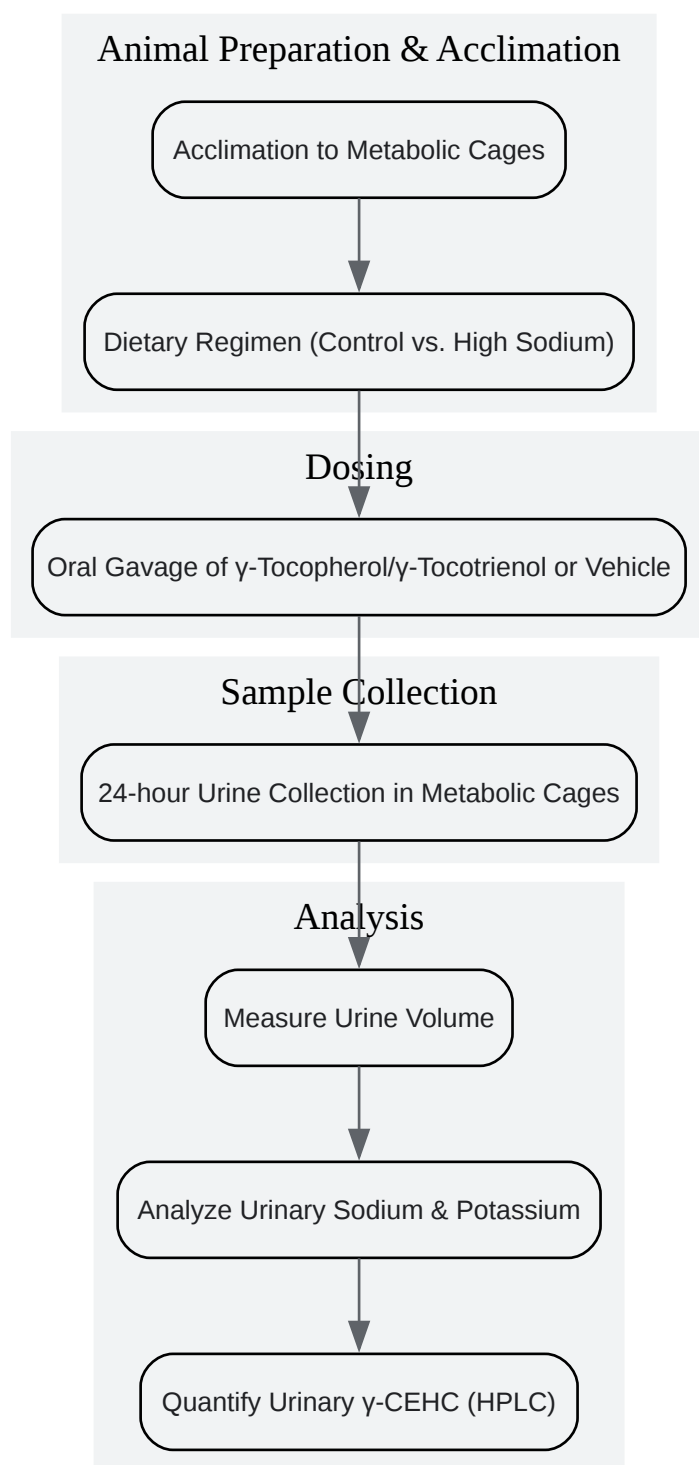 Animal Preparation & Acclimation
Acclimation to Metabolic Cages
Dietary Regimen (Control vs. High Sodium)
Dosing
Oral Gavage of γ-Tocopherol/γ-Tocotrienol or Vehicle
Sample Collection
24-hour Urine Collection in Metabolic Cages
Analysis
Measure Urine Volume
Analyze Urinary Sodium & Potassium
Quantify Urinary γ-CEHC (HPLC)